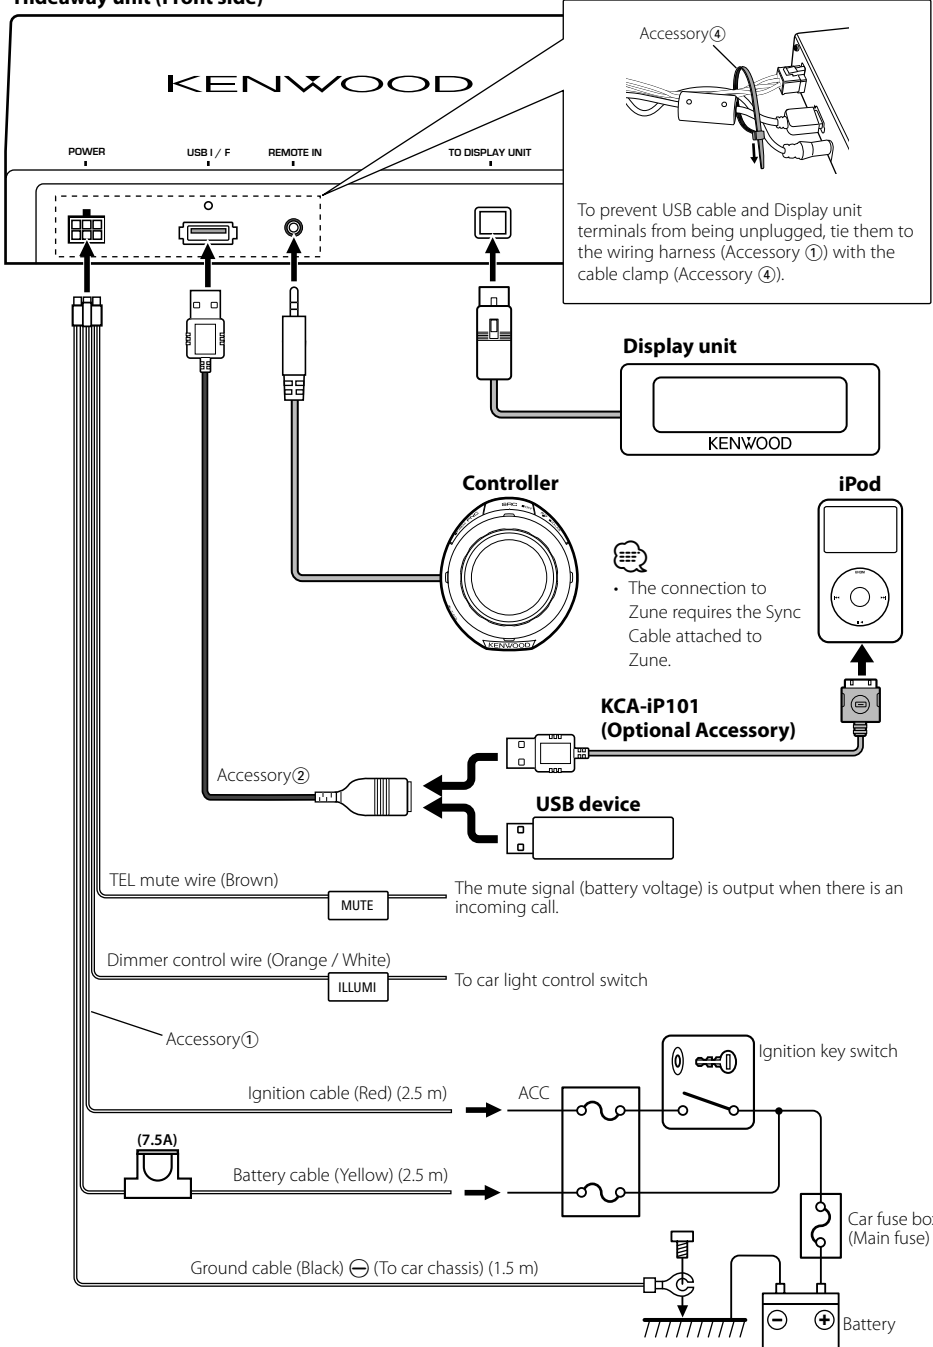 Hideaway unit (Front side)
KENWOOD
POWER
USB I / F
REMOTE IN
TO DISPLAY UNIT
Accessory④
To prevent USB cable and Display unit
terminals from being unplugged, tie them to
the wiring harness (Accessory ①) with the
cable clamp (Accessory ④).
Display unit
KENWOOD
Controller
SRC
KENWOOD
iPod
MENU
• The connection to
Zune requires the Sync
Cable attached to
Zune.
KCA-iP101
(Optional Accessory)
Accessory②
USB device
TEL mute wire (Brown)
MUTE
The mute signal (battery voltage) is output when there is an
incoming call.
Dimmer control wire (Orange / White)
ILLUMI
To car light control switch
Accessory①
Ignition key switch
Ignition cable (Red) (2.5 m)
ACC
(7.5A)
Battery cable (Yellow) (2.5 m)
Car fuse box
(Main fuse)
Ground cable (Black) ⊖ (To car chassis) (1.5 m)
⊖ ⊕
Battery